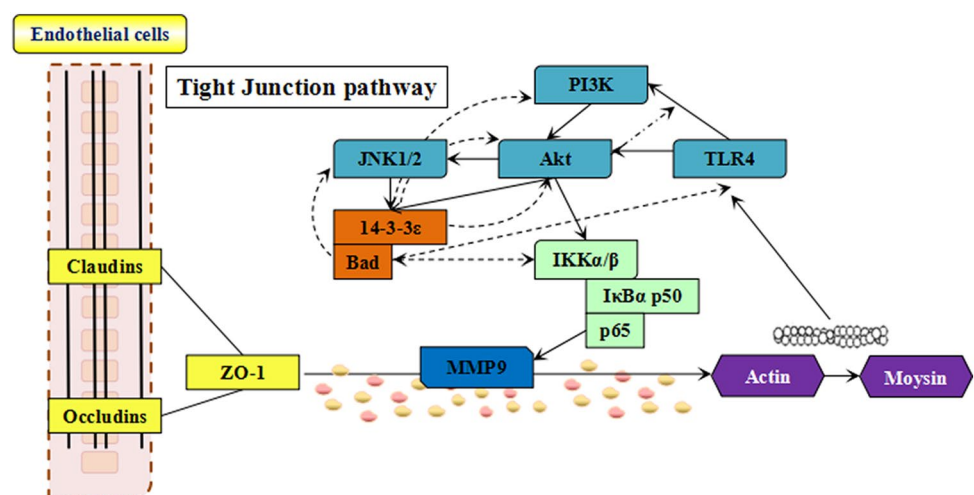 Endothelial cells
Tight Junction pathway
PI3K
JNK1/2
Akt
TLR4
14-3-3ε
Bad
IKKα/β
Claudins
IκBα p50
p65
ZO-1
MMP9
Actin
Moysin
Occludins